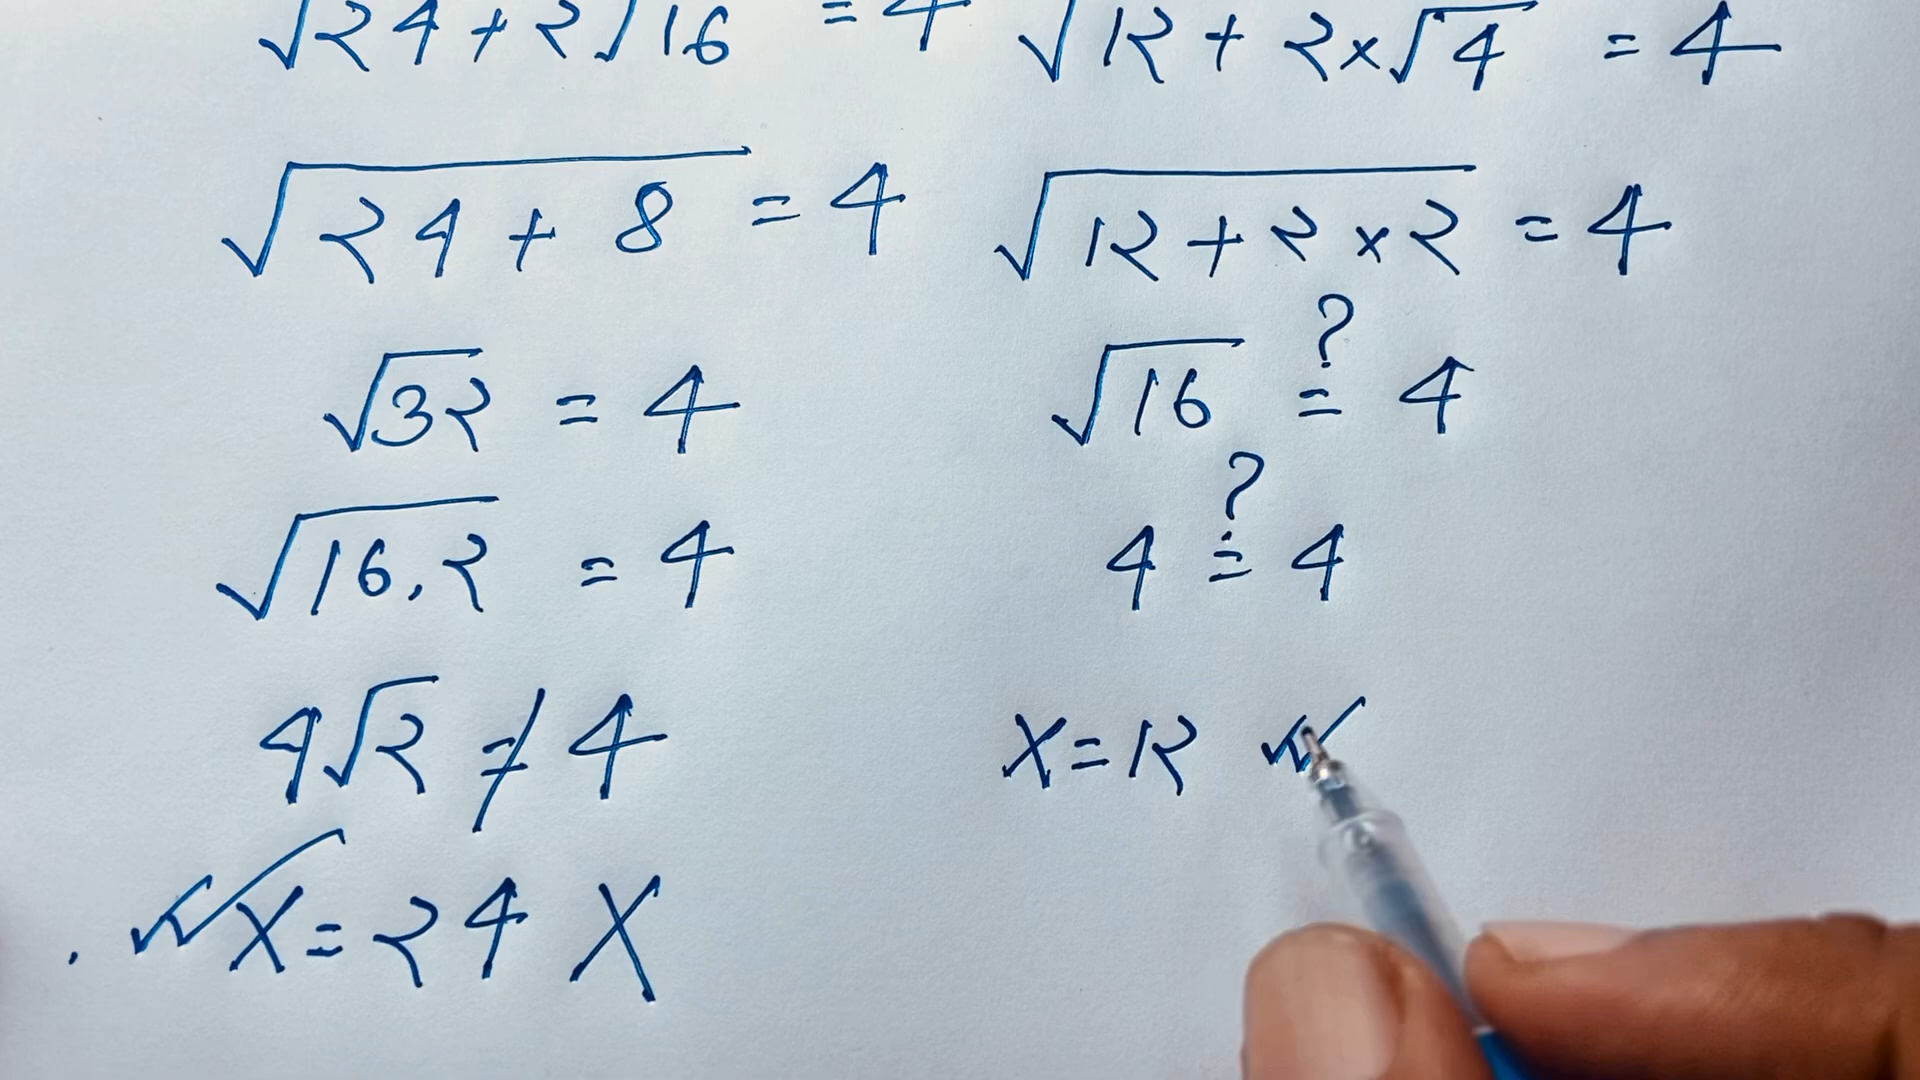 √24 + 2√16 = 4
√(24 + 8) = 4
√32 = 4
√(16.2) = 4
4√2 ≠ 4
✓✓ x = 24 X
√(12 + 2×√4) = 4
√(12 + 2×2) = 4
√16 ?= 4
4 ?= 4
x = 12 ✓✓